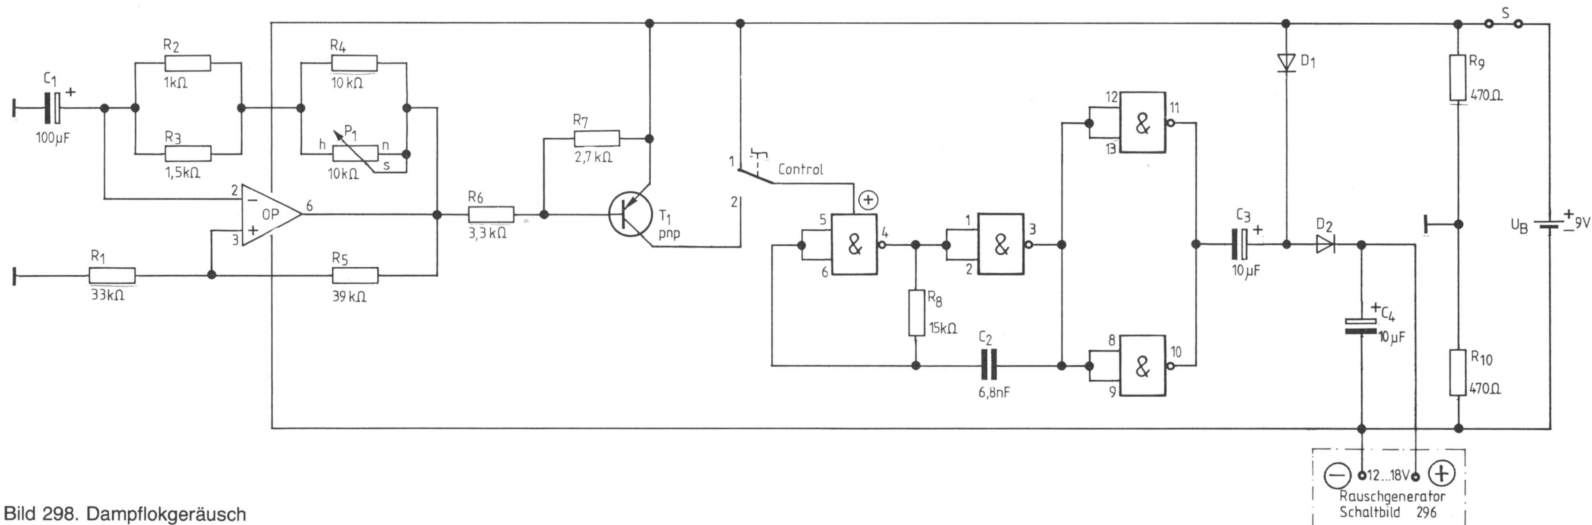 C1
+
100µF
R2
1kΩ
R3
1,5kΩ
R4
10kΩ
P1
h
n
s
10kΩ
2
−
OP
6
+
3
R1
33kΩ
R5
39kΩ
R6
3,3kΩ
R7
2,7kΩ
T1
pnp
1
Control
2
+
5
&
4
6
1
&
3
2
R8
15kΩ
C2
6,8nF
12
&
11
13
8
&
10
9
C3
+
10µF
D1
D2
+
C4
10µF
R9
470Ω
R10
470Ω
S
UB
+
−
9V
− 12...18V +
Rauschgenerator
Schaltbild 296
Bild 298. Dampflokgeräusch